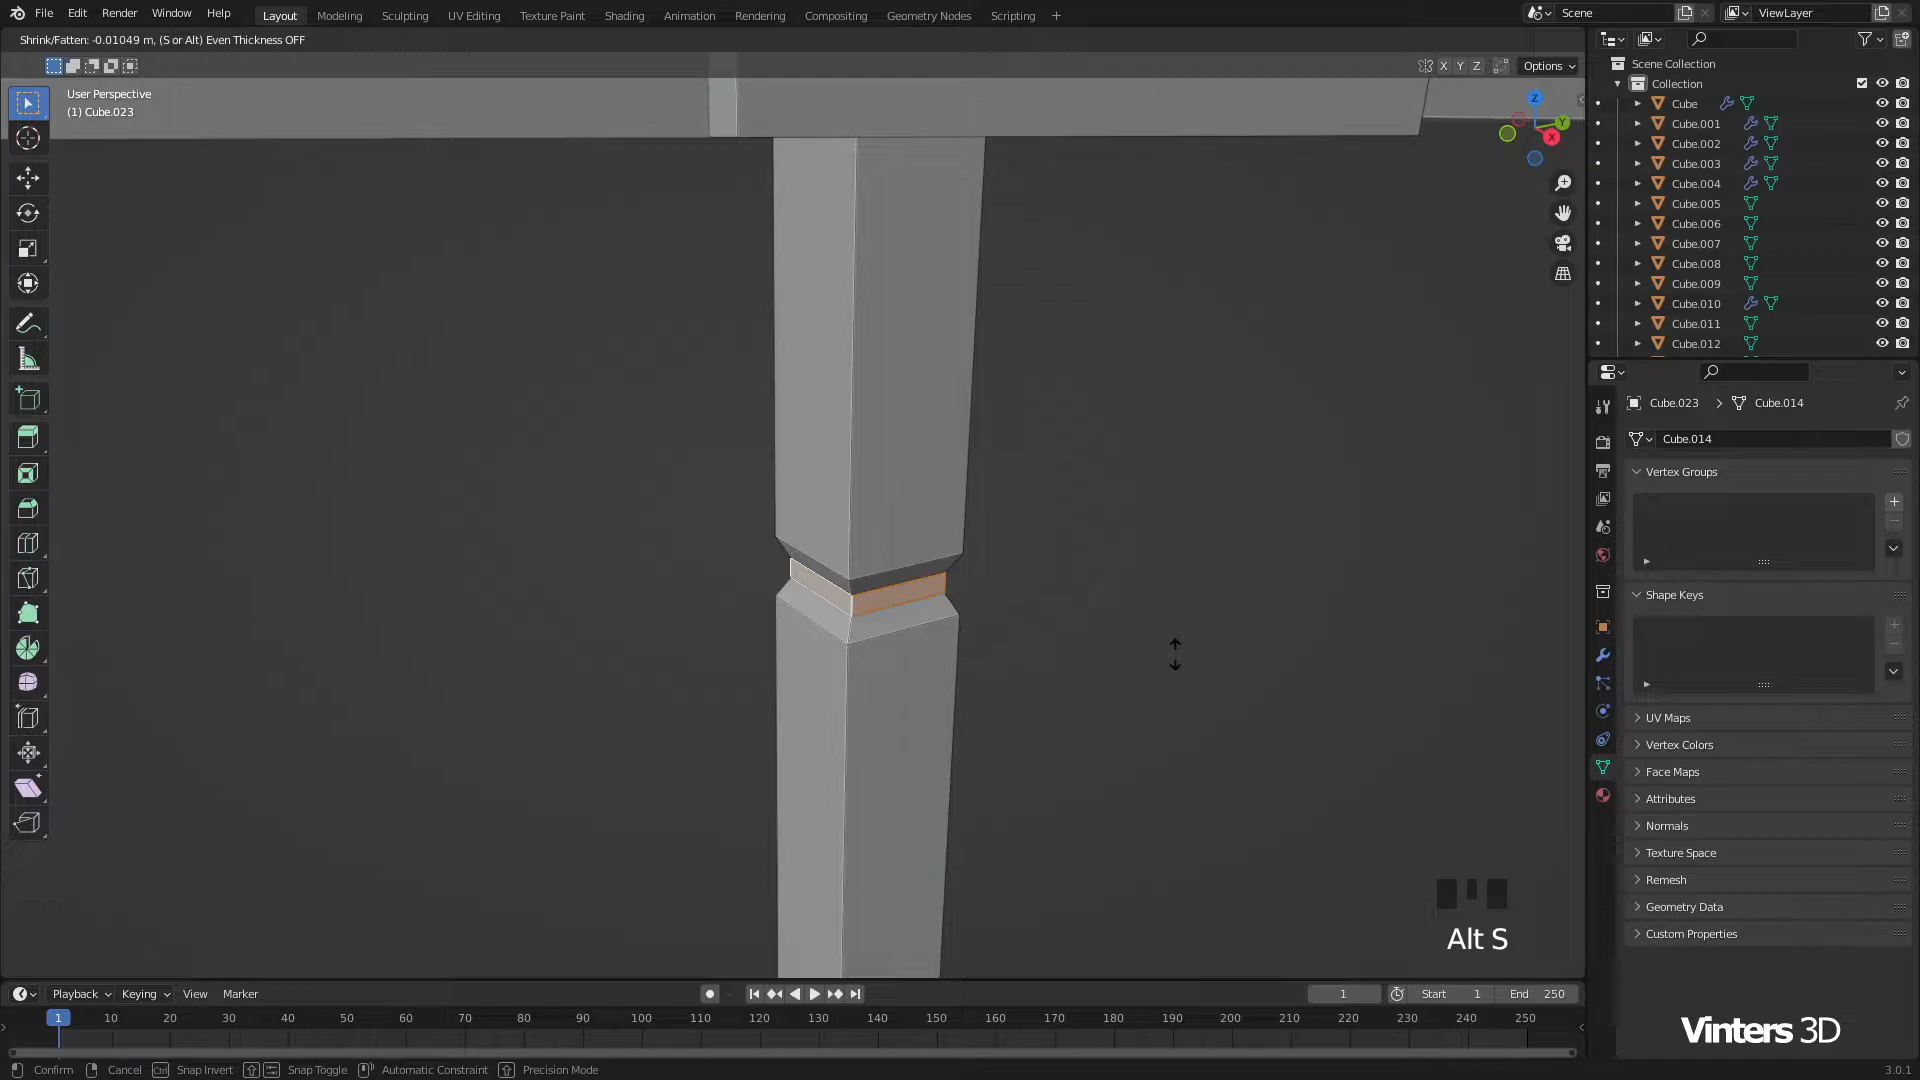 File Edit Render Window Help Layout Modeling Sculpting UV Editing Texture Paint Shading Animation Rendering Compositing Geometry Nodes Scripting + Scene ViewLayer
Shrink/Fatten: -0.01049 m, (S or Alt) Even Thickness OFF
X Y Z Options
User Perspective
(1) Cube.023
Z
Y
X
Scene Collection
Collection
Cube
Cube.001
Cube.002
Cube.003
Cube.004
Cube.005
Cube.006
Cube.007
Cube.008
Cube.009
Cube.010
Cube.011
Cube.012
Cube.023 > Cube.014
Cube.014
Vertex Groups
Shape Keys
UV Maps
Vertex Colors
Face Maps
Attributes
Normals
Texture Space
Remesh
Geometry Data
Custom Properties
Alt S
Playback Keying View Marker 1 Start 1 End 250
1 10 20 30 40 50 60 70 80 90 100 110 120 130 140 150 160 170 180 190 200 210 220 230 240 250
Vinters 3D
Confirm Cancel Ctrl Snap Invert Snap Toggle Automatic Constraint Precision Mode 3.0.1